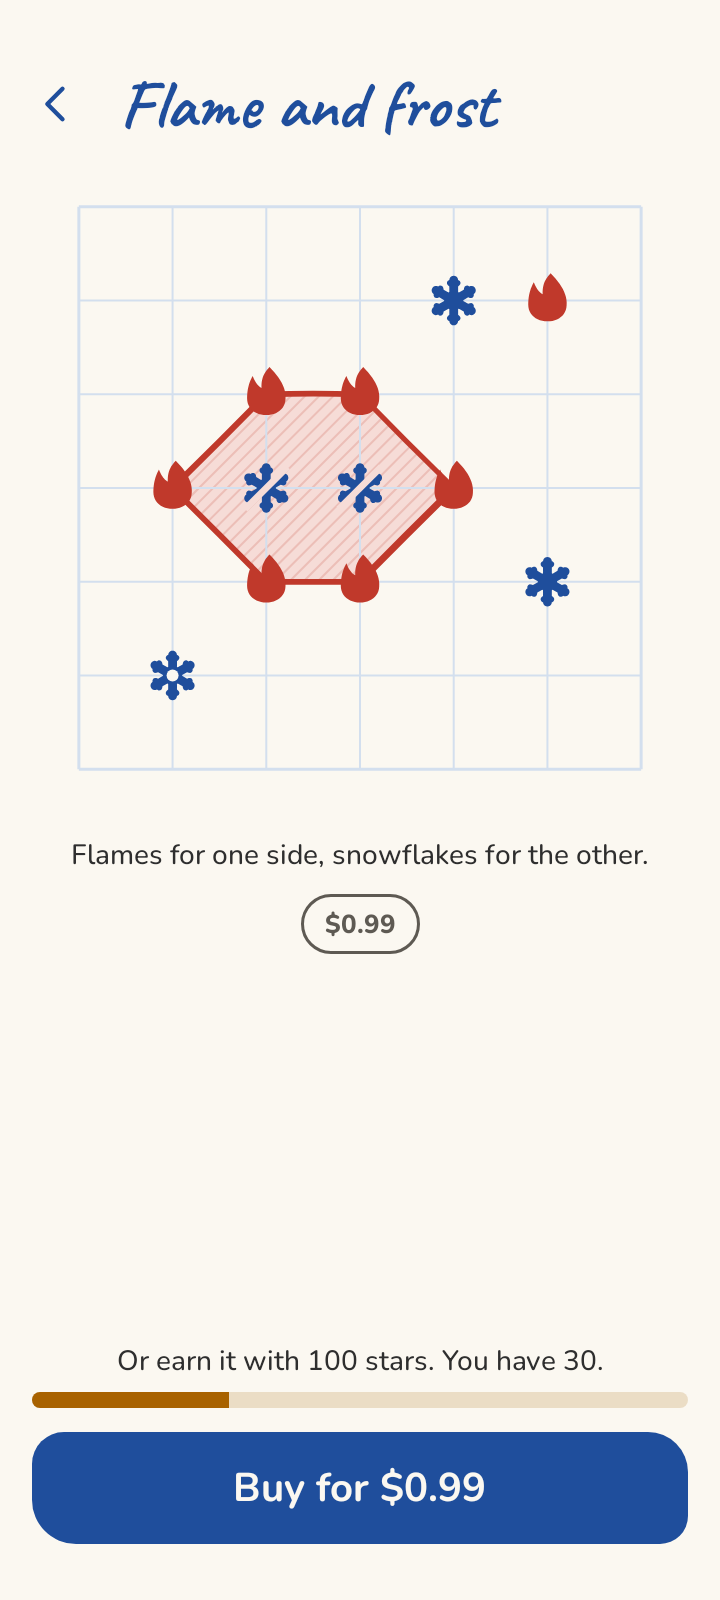 Flame and frost
Flames for one side, snowflakes for the other.
$0.99
Or earn it with 100 stars. You have 30.
Buy for $0.99